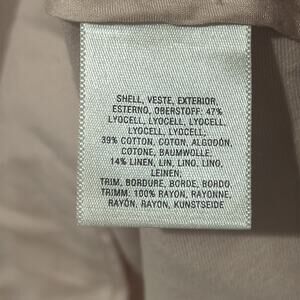 SHELL, VESTE, EXTERIOR,
ESTERNO, OBERSTOFF: 47%
LYOCELL, LYOCELL, LYOCELL
LYOCELL, LYOCELL;
39% COTTON, COTON, ALGODÓN,
COTONE, BAUMWOLLE;
14% LINEN, LIN, LINO, LINO,
LEINEN;
TRIM, BORDURE, BORDE, BORDO,
TRIMM: 100% RAYON, RAYONNE,
RAYÓN, RAYON, KUNSTSEIDE